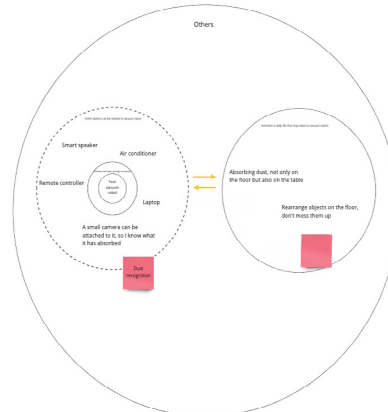 Others
Smart speaker
Air conditioner
Remote controller
Your
vacuum
robot
Laptop
A small camera can be
attached to it, so I know what
it has absorbed
Dust
recognition
Absorbing dust, not only on
the floor but also on the table
Rearrange objects on the floor,
don't mess them up